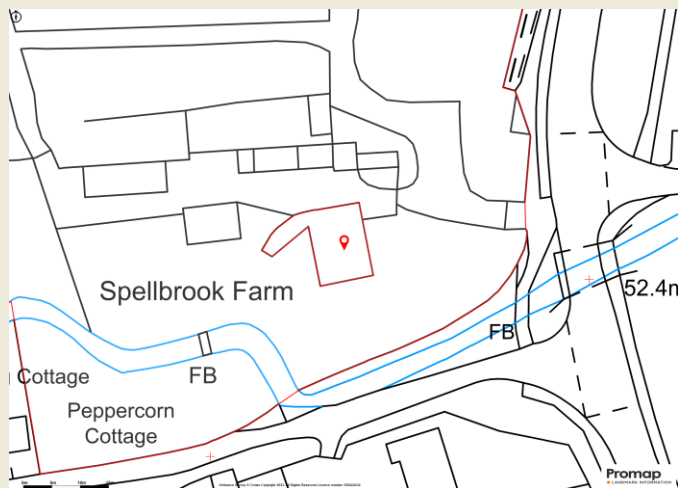 52.4m
Spellbrook Farm
FB
FB
Cottage
Peppercorn
Cottage
Promap
LANDMARK INFORMATION